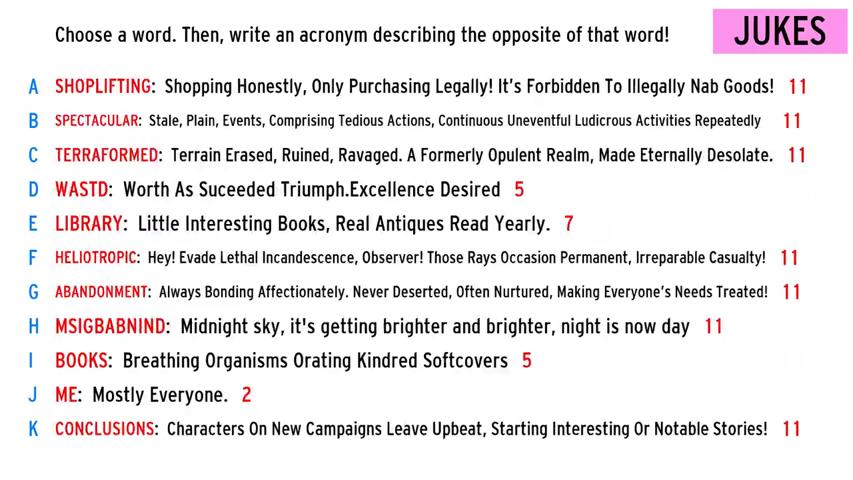 Choose a word. Then, write an acronym describing the opposite of that word!
JUKES
A SHOPLIFTING: Shopping Honestly, Only Purchasing Legally! It's Forbidden To Illegally Nab Goods! 11
B SPECTACULAR: Stale, Plain, Events, Comprising Tedious Actions, Continuous Uneventful Ludicrous Activities Repeatedly 11
C TERRAFORMED: Terrain Erased, Ruined, Ravaged. A Formerly Opulent Realm, Made Eternally Desolate. 11
D WASTD: Worth As Suceeded Triumph.Excellence Desired 5
E LIBRARY: Little Interesting Books, Real Antiques Read Yearly. 7
F HELIOTROPIC: Hey! Evade Lethal Incandescence, Observer! Those Rays Occasion Permanent, Irreparable Casualty! 11
G ABANDONMENT: Always Bonding Affectionately. Never Deserted, Often Nurtured, Making Everyone's Needs Treated! 11
H MSIGBABNIND: Midnight sky, it's getting brighter and brighter, night is now day 11
I BOOKS: Breathing Organisms Orating Kindred Softcovers 5
J ME: Mostly Everyone. 2
K CONCLUSIONS: Characters On New Campaigns Leave Upbeat, Starting Interesting Or Notable Stories! 11